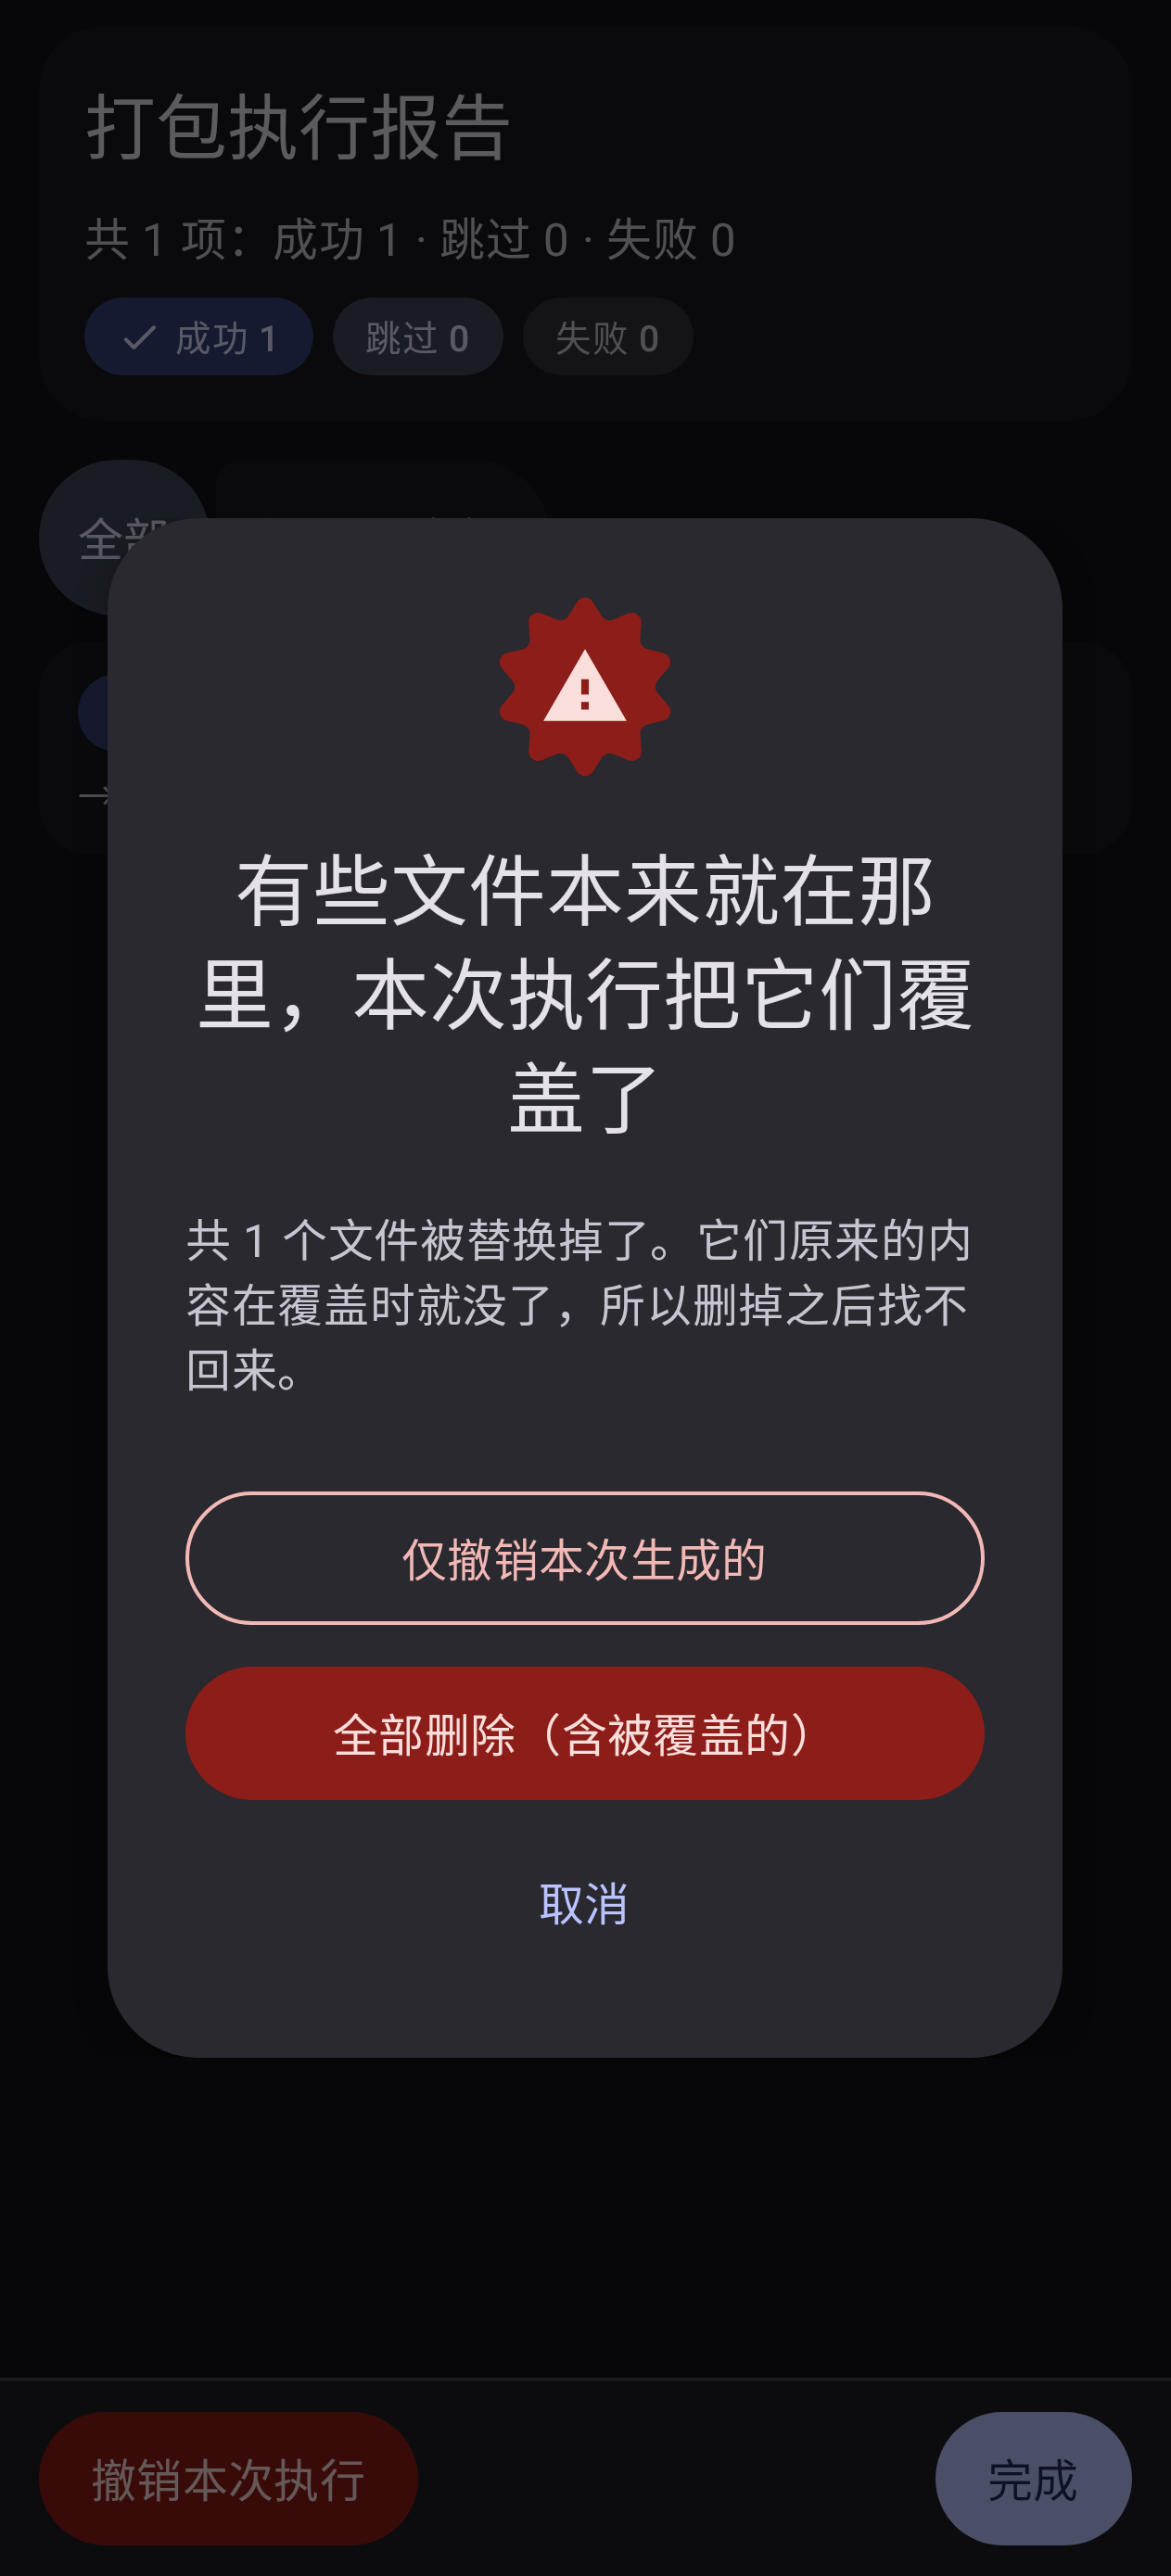 打包执行报告
共 1 项：成功 1 · 跳过 0 · 失败 0
成功 1
跳过 0
失败 0
全部
有些文件本来就在那
里，本次执行把它们覆
盖了
共 1 个文件被替换掉了。它们原来的内
容在覆盖时就没了，所以删掉之后找不
回来。
仅撤销本次生成的
全部删除（含被覆盖的）
取消
撤销本次执行
完成